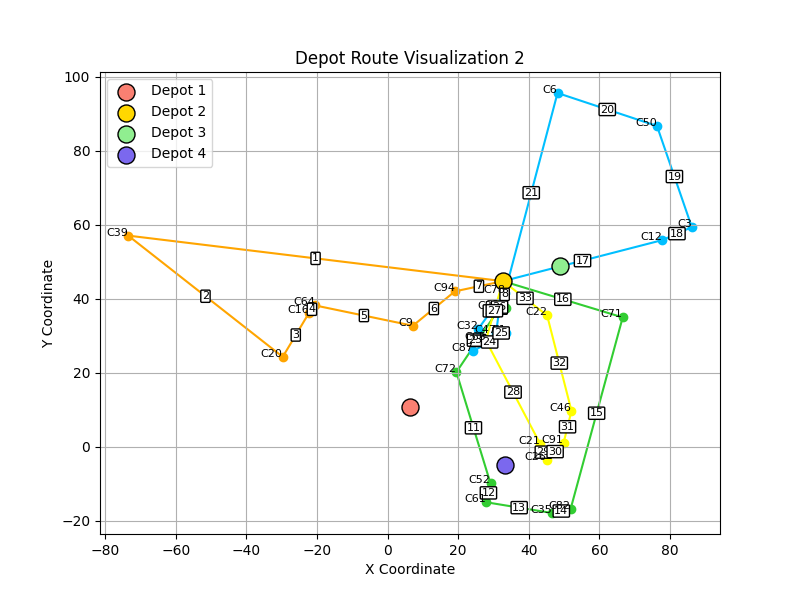 Depot Route Visualization 2
Depot 1
Depot 2
Depot 3
Depot 4
Y Coordinate
100
80
60
40
20
0
−20
C6
20
C50
19
21
C3
18
C12
17
C39
1
2
C94
7
C64
4
C16
5
6
C9
3
C20
8
33
16
C22
C71
27
C32
25
24
C87
C72
32
28
C46
15
11
31
C21
C91
30
C52
12
C61
13
C35
14
−80
−60
−40
−20
0
20
40
60
80
X Coordinate